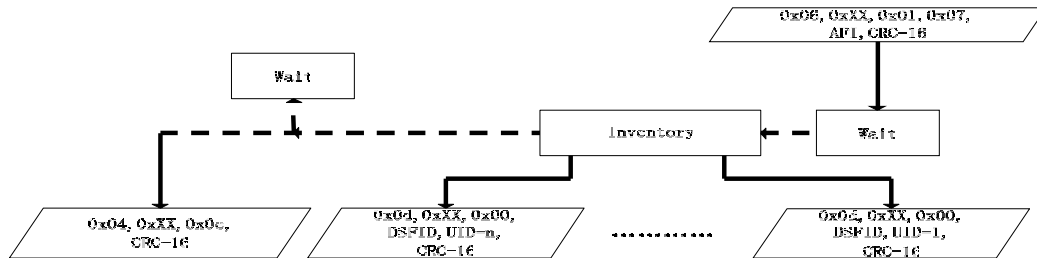 0x06, 0xXX, 0x01, 0x07,
AFI, CRC-16
Wait
Inventory
Wait
0x04, 0xXX, 0x0c,
CRC-16
0x0d, 0xXX, 0x00,
DSFID, UID-n,
CRC-16
0x0d, 0xXX, 0x00,
DSFID, UID-1,
CRC-16